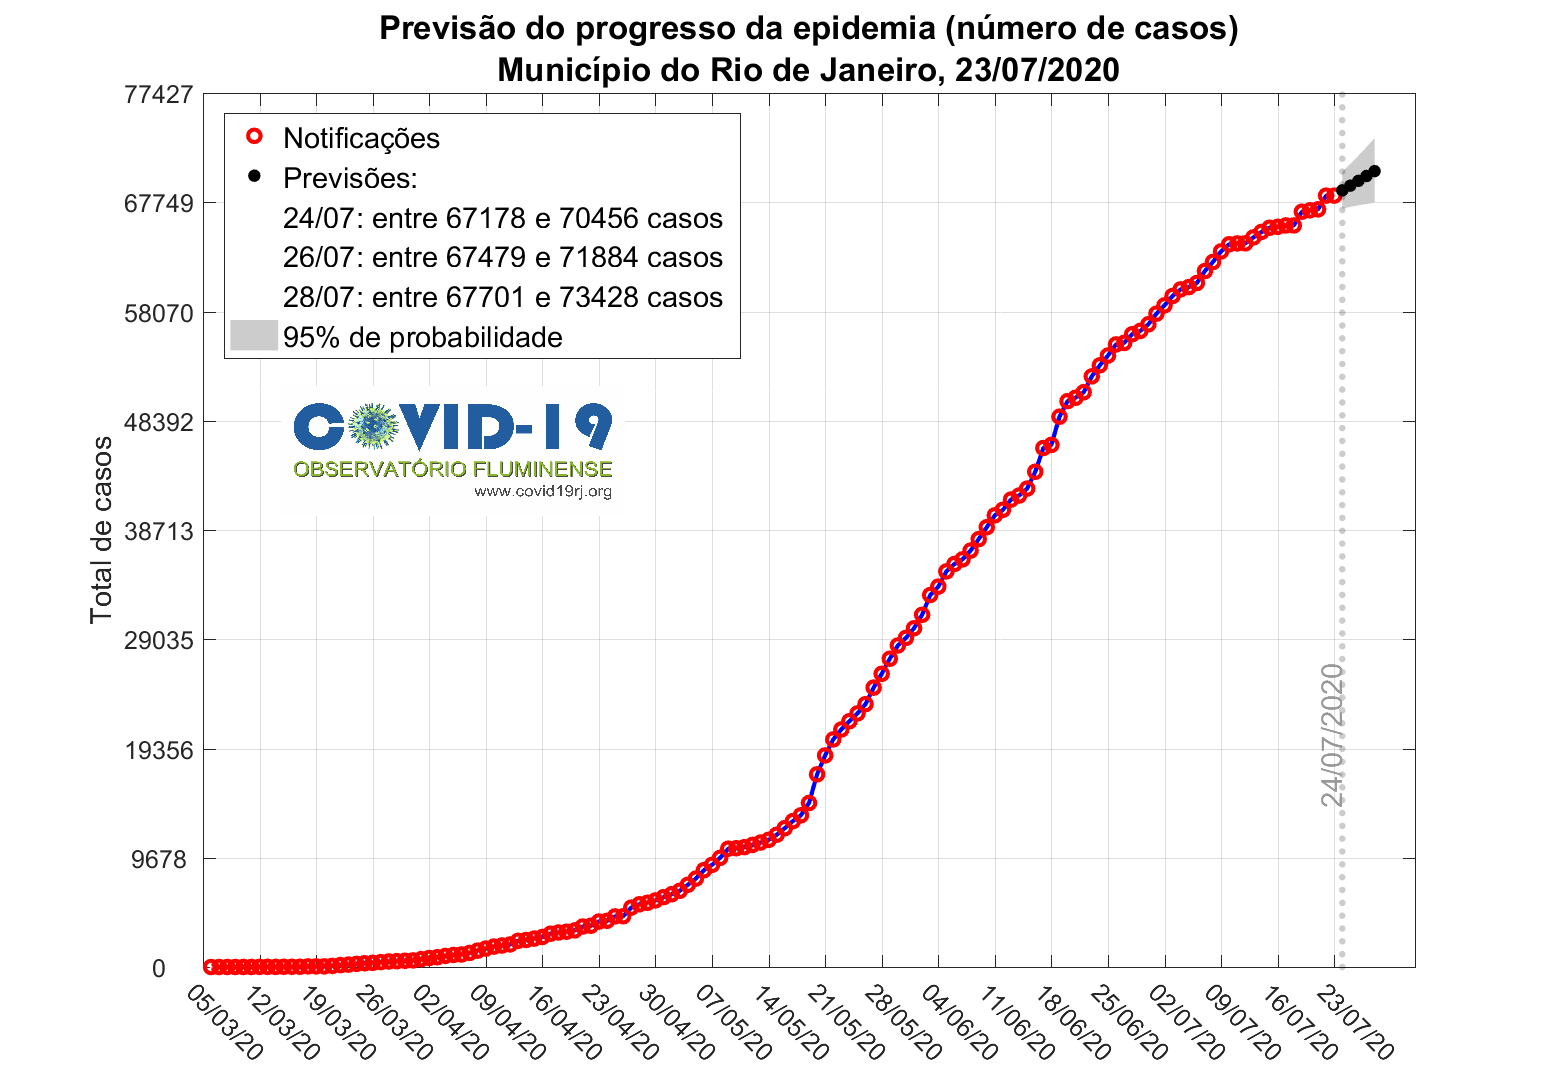 Previsão do progresso da epidemia (número de casos)
Município do Rio de Janeiro, 23/07/2020
77427
67749
58070
48392
38713
29035
19356
9678
0
Total de casos
Notificações
Previsões:
24/07: entre 67178 e 70456 casos
26/07: entre 67479 e 71884 casos
28/07: entre 67701 e 73428 casos
95% de probabilidade
COVID-19
OBSERVATÓRIO FLUMINENSE
www.covid19rj.org
24/07/2020
05/03/20
12/03/20
19/03/20
26/03/20
02/04/20
09/04/20
16/04/20
23/04/20
30/04/20
07/05/20
14/05/20
21/05/20
28/05/20
04/06/20
11/06/20
18/06/20
25/06/20
02/07/20
09/07/20
16/07/20
23/07/20